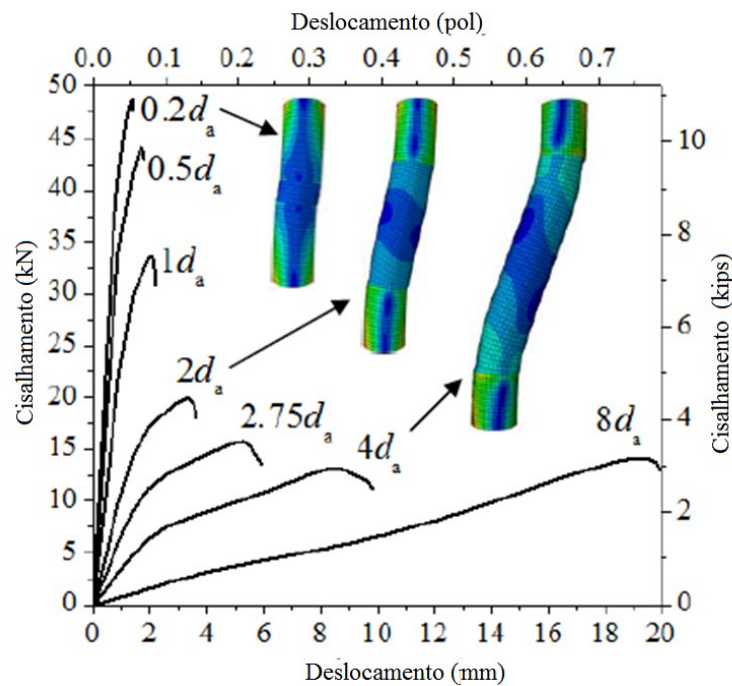 Deslocamento (pol)
0.0 0.1 0.2 0.3 0.4 0.5 0.6 0.7
50
45
40
35
30
25
20
15
10
5
0
Cisalhamento (kN)
0.2dₐ
0.5dₐ
1dₐ
2dₐ
2.75dₐ
4dₐ
8dₐ
10
8
6
4
2
0
Cisalhamento (kips)
0 2 4 6 8 10 12 14 16 18 20
Deslocamento (mm)